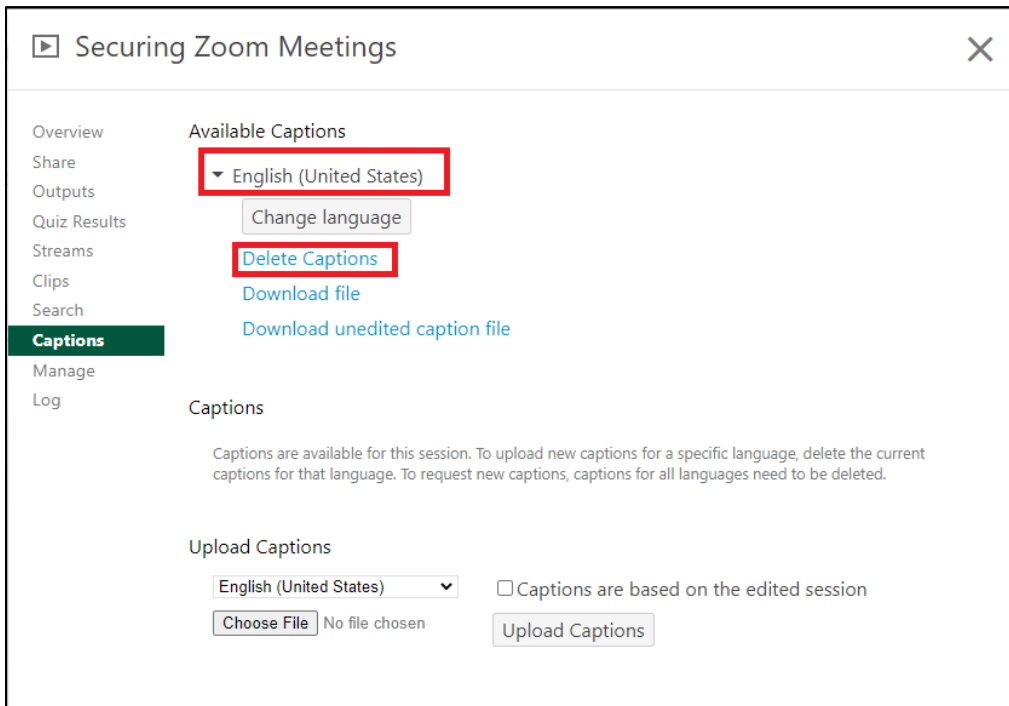 Securing Zoom Meetings
Overview
Share
Outputs
Quiz Results
Streams
Clips
Search
Captions
Manage
Log
Available Captions
English (United States)
Change language
Delete Captions
Download file
Download unedited caption file
Captions
Captions are available for this session. To upload new captions for a specific language, delete the current
captions for that language. To request new captions, captions for all languages need to be deleted.
Upload Captions
English (United States)
Captions are based on the edited session
Choose File No file chosen
Upload Captions